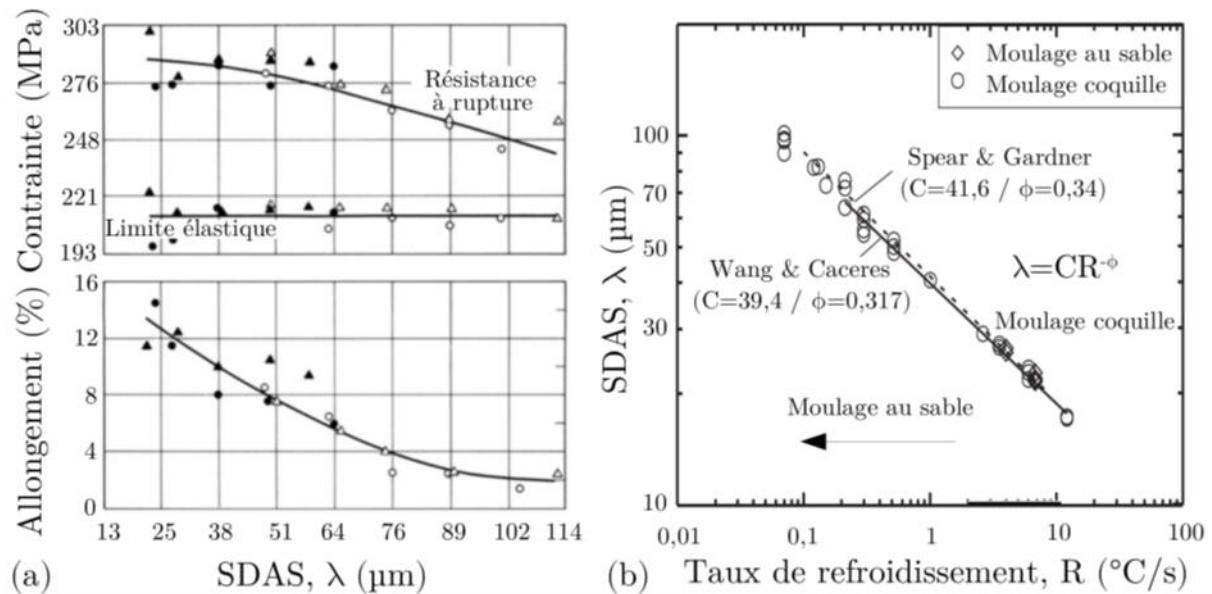 303
276
248
221
193
Contrainte (MPa)
Résistance
à rupture
Limite élastique
16
12
8
4
0
Allongement (%)
13 25 38 51 64 76 89 102 114
(a) SDAS, λ (µm)
Moulage au sable
Moulage coquille
100
70
50
30
10
SDAS, λ (µm)
Spear & Gardner
(C=41,6 / ϕ=0,34)
Wang & Caceres
(C=39,4 / ϕ=0,317)
λ=CR^-ϕ
Moulage coquille
Moulage au sable
0,01 0,1 1 10 100
(b) Taux de refroidissement, R (°C/s)